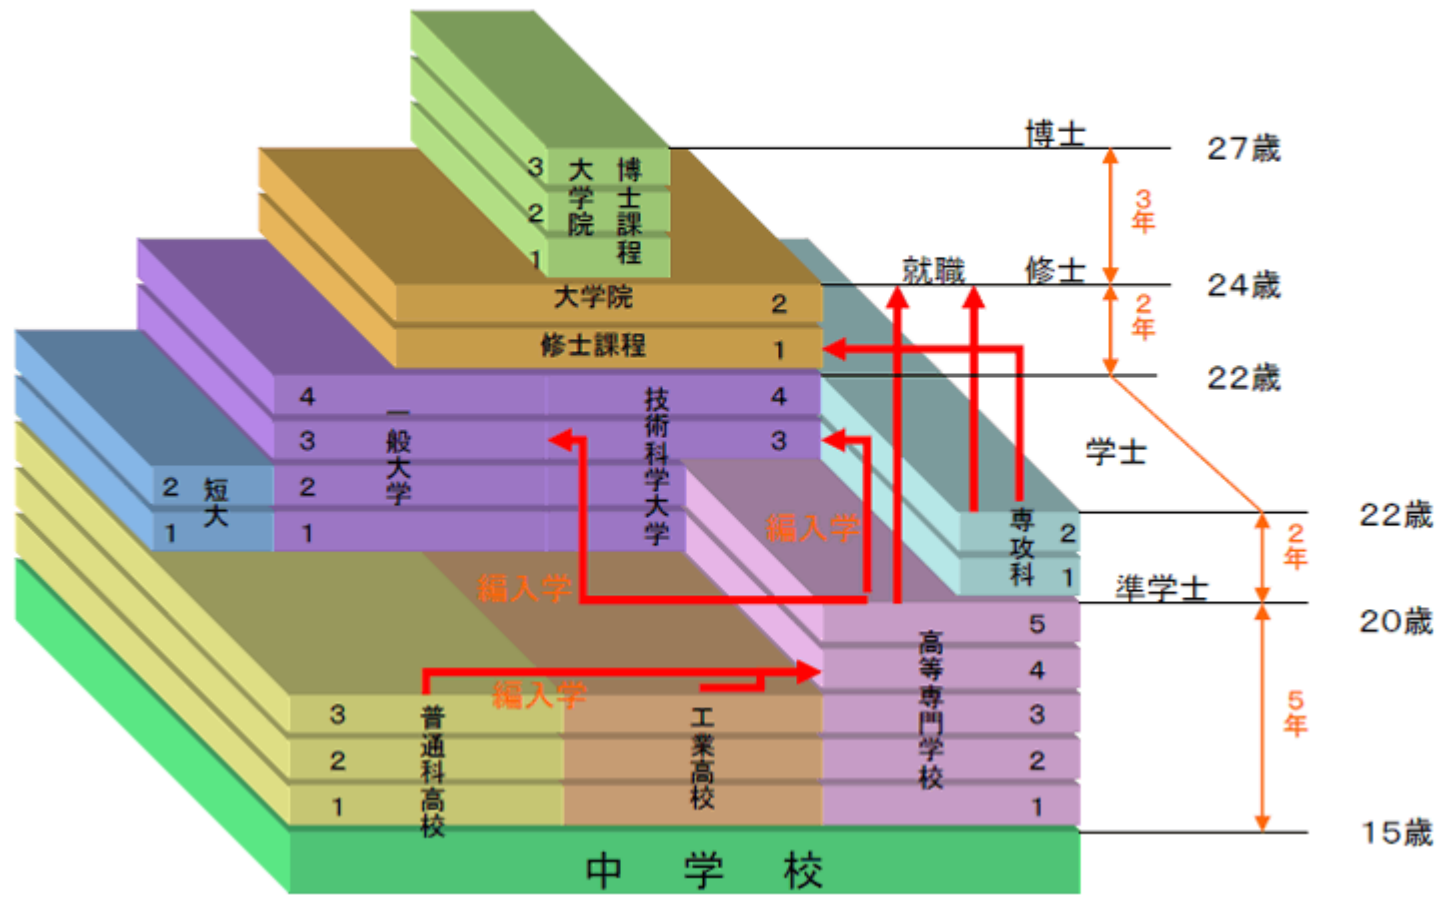 博士
27歳
3年
3
2
1
大学院
博士課程
就職
修士
24歳
2年
大学院
2
修士課程
1
22歳
4
3
2
1
一般大学
技術科学大学
4
3
学士
2
1
短大
編入学
編入学
専攻科
2
1
22歳
2年
準学士
20歳
5
4
3
2
1
高等専門学校
5年
編入学
3
2
1
普通科高校
工業高校
15歳
中学校